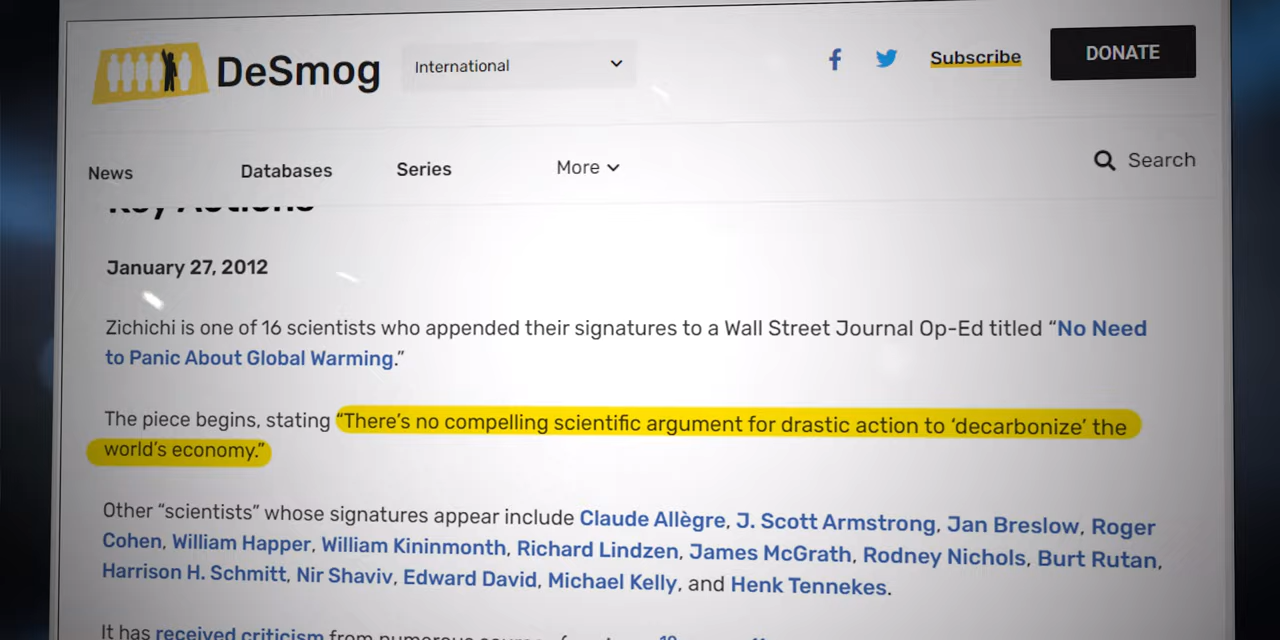 DeSmog
International
Subscribe
DONATE
News
Databases
Series
More
Search
Key Actions
January 27, 2012
Zichichi is one of 16 scientists who appended their signatures to a Wall Street Journal Op-Ed titled “No Need
to Panic About Global Warming.”
The piece begins, stating “There’s no compelling scientific argument for drastic action to ‘decarbonize’ the
world’s economy.”
Other “scientists” whose signatures appear include Claude Allègre, J. Scott Armstrong, Jan Breslow, Roger
Cohen, William Happer, William Kininmonth, Richard Lindzen, James McGrath, Rodney Nichols, Burt Rutan,
Harrison H. Schmitt, Nir Shaviv, Edward David, Michael Kelly, and Henk Tennekes.
It has received criticism from numerous